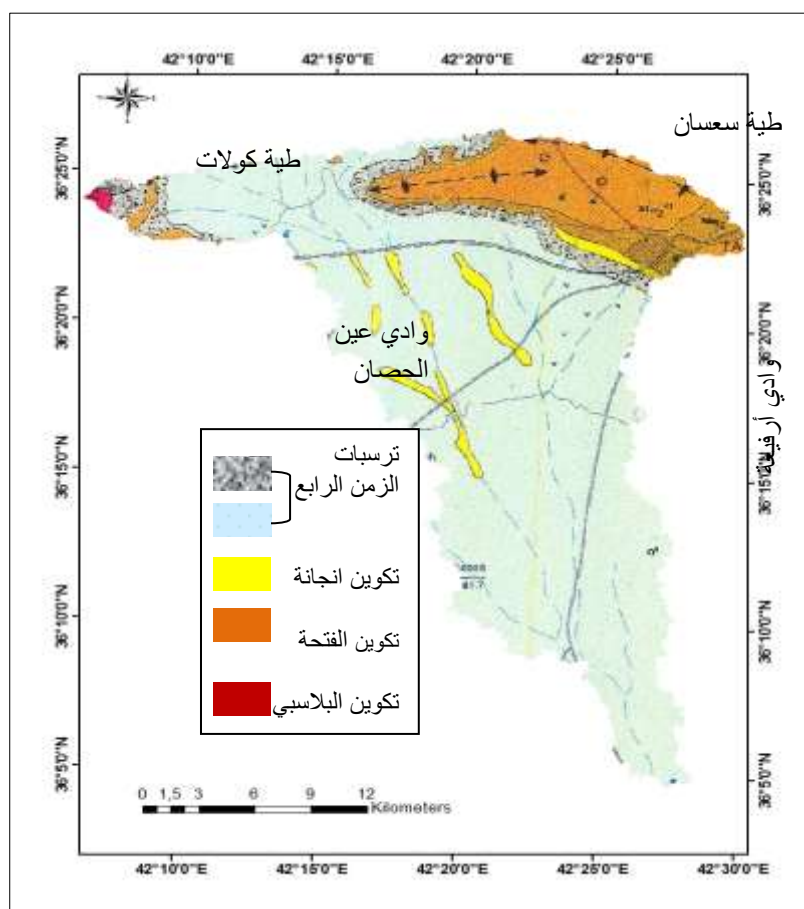 42°10'0"E 42°15'0"E 42°20'0"E 42°25'0"E
طية سعسان
طية كولات
36°25'0"N 36°25'0"N
36°20'0"N 36°20'0"N
وادي عين
الحصان
وادي أرفيعة
36°15'0"N 36°15'0"N
ترسبات
الزمن الرابع
تكوين انجانة
تكوين الفتحة
تكوين البلاسبي
36°10'0"N 36°10'0"N
36°5'0"N 36°5'0"N
0 1,5 3 6 9 12
Kilometers
42°10'0"E 42°15'0"E 42°20'0"E 42°25'0"E 42°30'0"E